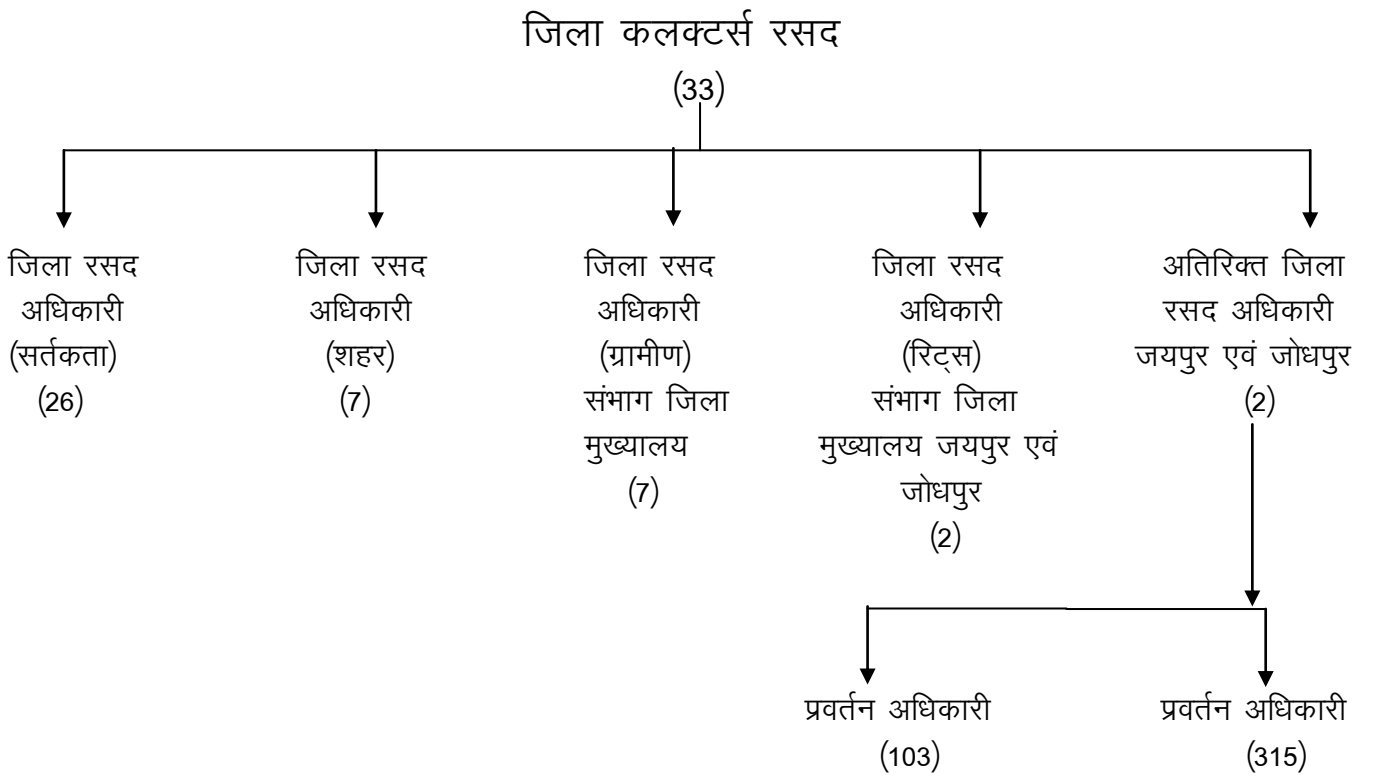 जिला कलक्टर्स रसद
(33)
जिला रसद
अधिकारी
(सर्तकता)
(26)
जिला रसद
अधिकारी
(शहर)
(7)
जिला रसद
अधिकारी
(ग्रामीण)
संभाग जिला
मुख्यालय
(7)
जिला रसद
अधिकारी
(रिट्स)
संभाग जिला
मुख्यालय जयपुर एवं
जोधपुर
(2)
अतिरिक्त जिला
रसद अधिकारी
जयपुर एवं जोधपुर
(2)
प्रवर्तन अधिकारी
(103)
प्रवर्तन अधिकारी
(315)